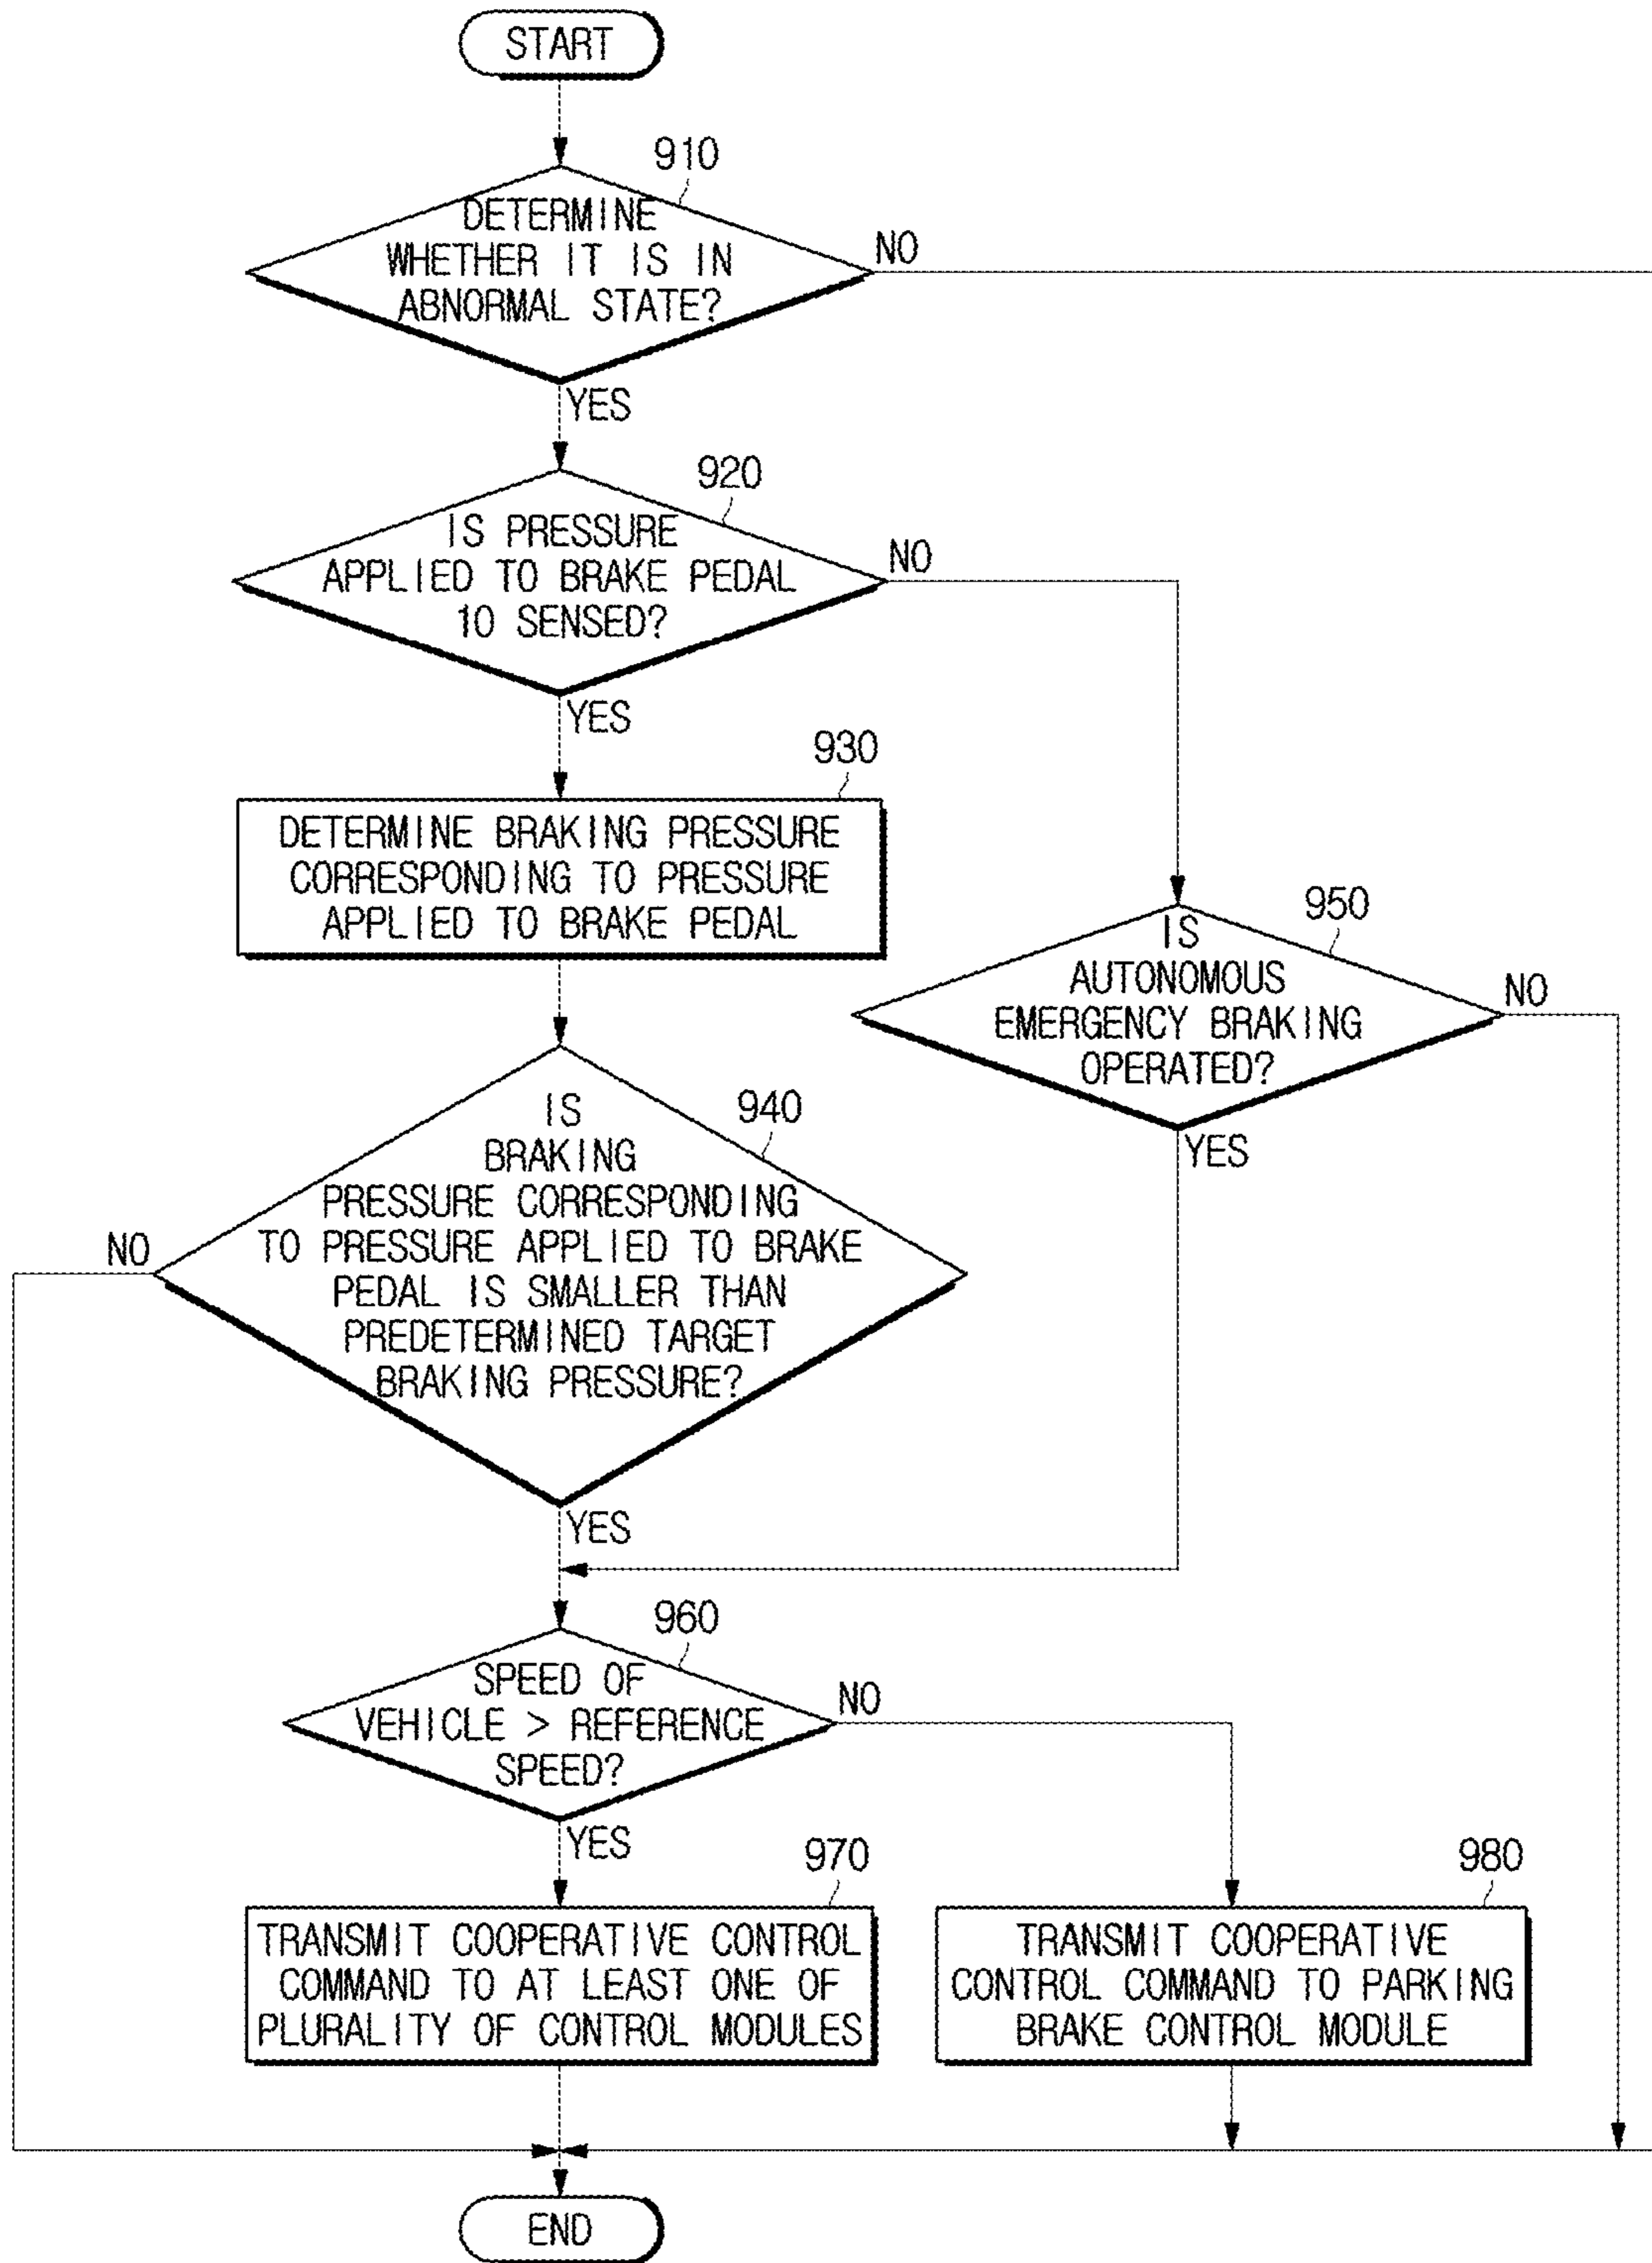 START
910
DETERMINE
WHETHER IT IS IN
ABNORMAL STATE?
NO
YES
920
IS PRESSURE
APPLIED TO BRAKE PEDAL
10 SENSED?
NO
YES
930
DETERMINE BRAKING PRESSURE
CORRESPONDING TO PRESSURE
APPLIED TO BRAKE PEDAL
950
IS
AUTONOMOUS
EMERGENCY BRAKING
OPERATED?
NO
YES
940
IS
BRAKING
PRESSURE CORRESPONDING
TO PRESSURE APPLIED TO BRAKE
PEDAL IS SMALLER THAN
PREDETERMINED TARGET
BRAKING PRESSURE?
NO
YES
960
SPEED OF
VEHICLE > REFERENCE
SPEED?
NO
YES
970
TRANSMIT COOPERATIVE CONTROL
COMMAND TO AT LEAST ONE OF
PLURALITY OF CONTROL MODULES
980
TRANSMIT COOPERATIVE
CONTROL COMMAND TO PARKING
BRAKE CONTROL MODULE
END